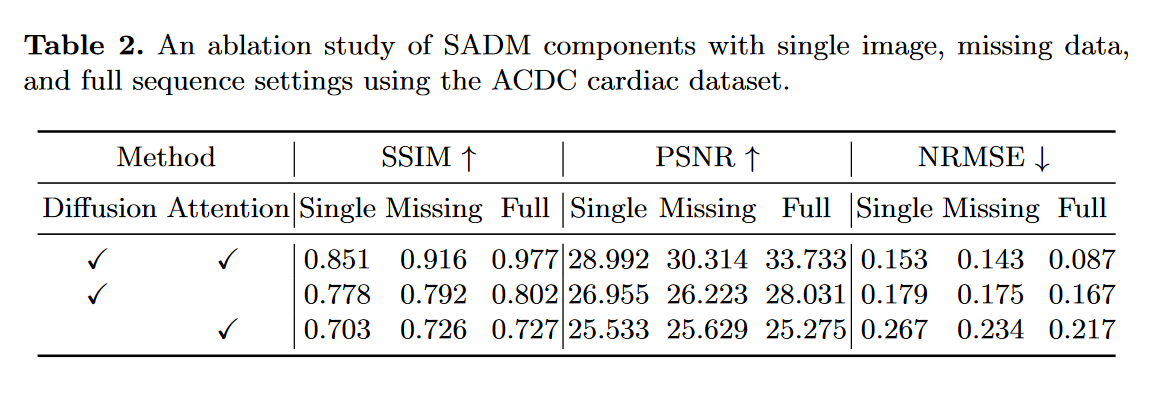 Table 2. An ablation study of SADM components with single image, missing data,
and full sequence settings using the ACDC cardiac dataset.
Method SSIM ↑ PSNR ↑ NRMSE ↓
Diffusion Attention Single Missing Full Single Missing Full Single Missing Full
✓ ✓ 0.851 0.916 0.977 28.992 30.314 33.733 0.153 0.143 0.087
✓ 0.778 0.792 0.802 26.955 26.223 28.031 0.179 0.175 0.167
✓ 0.703 0.726 0.727 25.533 25.629 25.275 0.267 0.234 0.217